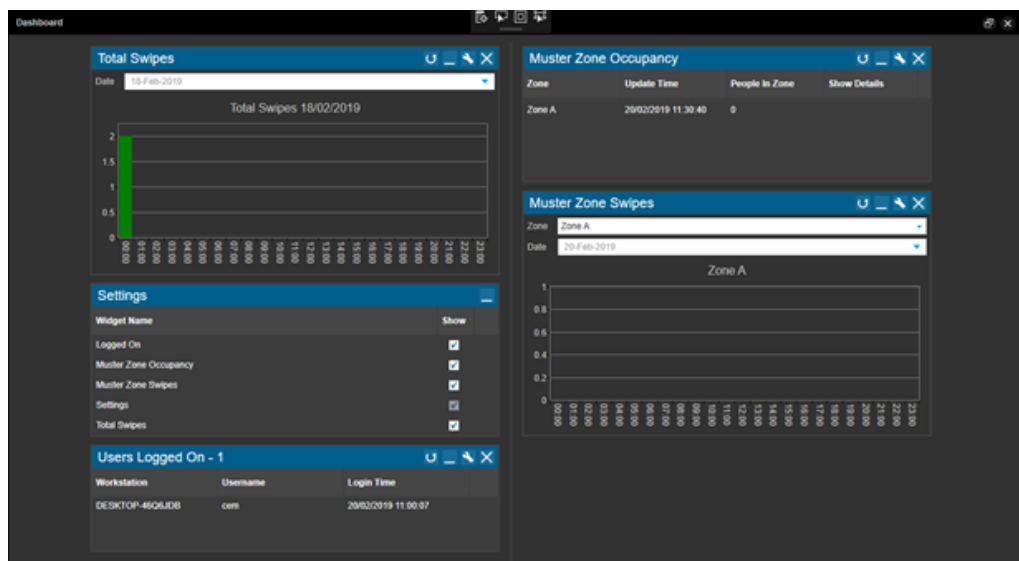 Dashboard
Total Swipes
Date 18-Feb-2019
Total Swipes 18/02/2019
2
1.5
1
0.5
0
00:00 01:00 02:00 03:00 04:00 05:00 06:00 07:00 08:00 09:00 10:00 11:00 12:00 13:00 14:00 15:00 16:00 17:00 18:00 19:00 20:00 21:00 22:00 23:00
Settings
Widget Name Show
Logged On
Muster Zone Occupancy
Muster Zone Swipes
Settings
Total Swipes
Users Logged On - 1
Workstation Username Login Time
DESKTOP-46Q6JDB cem 20/02/2019 11:00:07
Muster Zone Occupancy
Zone Update Time People In Zone Show Details
Zone A 20/02/2019 11:30:40 0
Muster Zone Swipes
Zone Zone A
Date 20-Feb-2019
Zone A
1
0.8
0.6
0.4
0.2
0
00:00 01:00 02:00 03:00 04:00 05:00 06:00 07:00 08:00 09:00 10:00 11:00 12:00 13:00 14:00 15:00 16:00 17:00 18:00 19:00 20:00 21:00 22:00 23:00